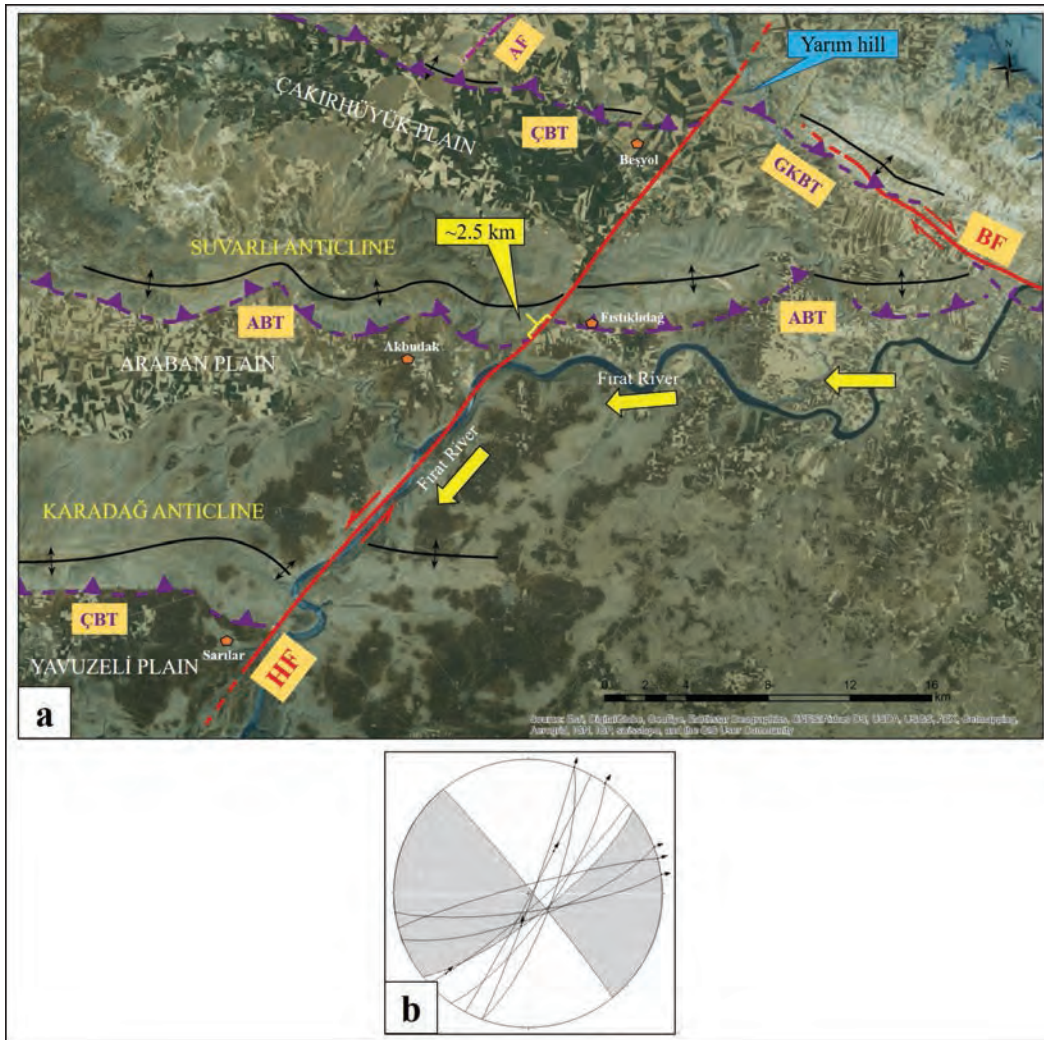 Yarım hill
AF
N
ÇAKIRHÜYÜK PLAIN
ÇBT
Beşyol
GKBT
~2.5 km
SUVARLI ANTICLINE
BF
ABT
Fıstıklıdağ
ABT
Akbudak
ARABAN PLAIN
Fırat River
Fırat River
KARADAĞ ANTICLINE
ÇBT
Sarılar
YAVUZELİ PLAIN
HF
0 2 4 8 12 16
km
a
b